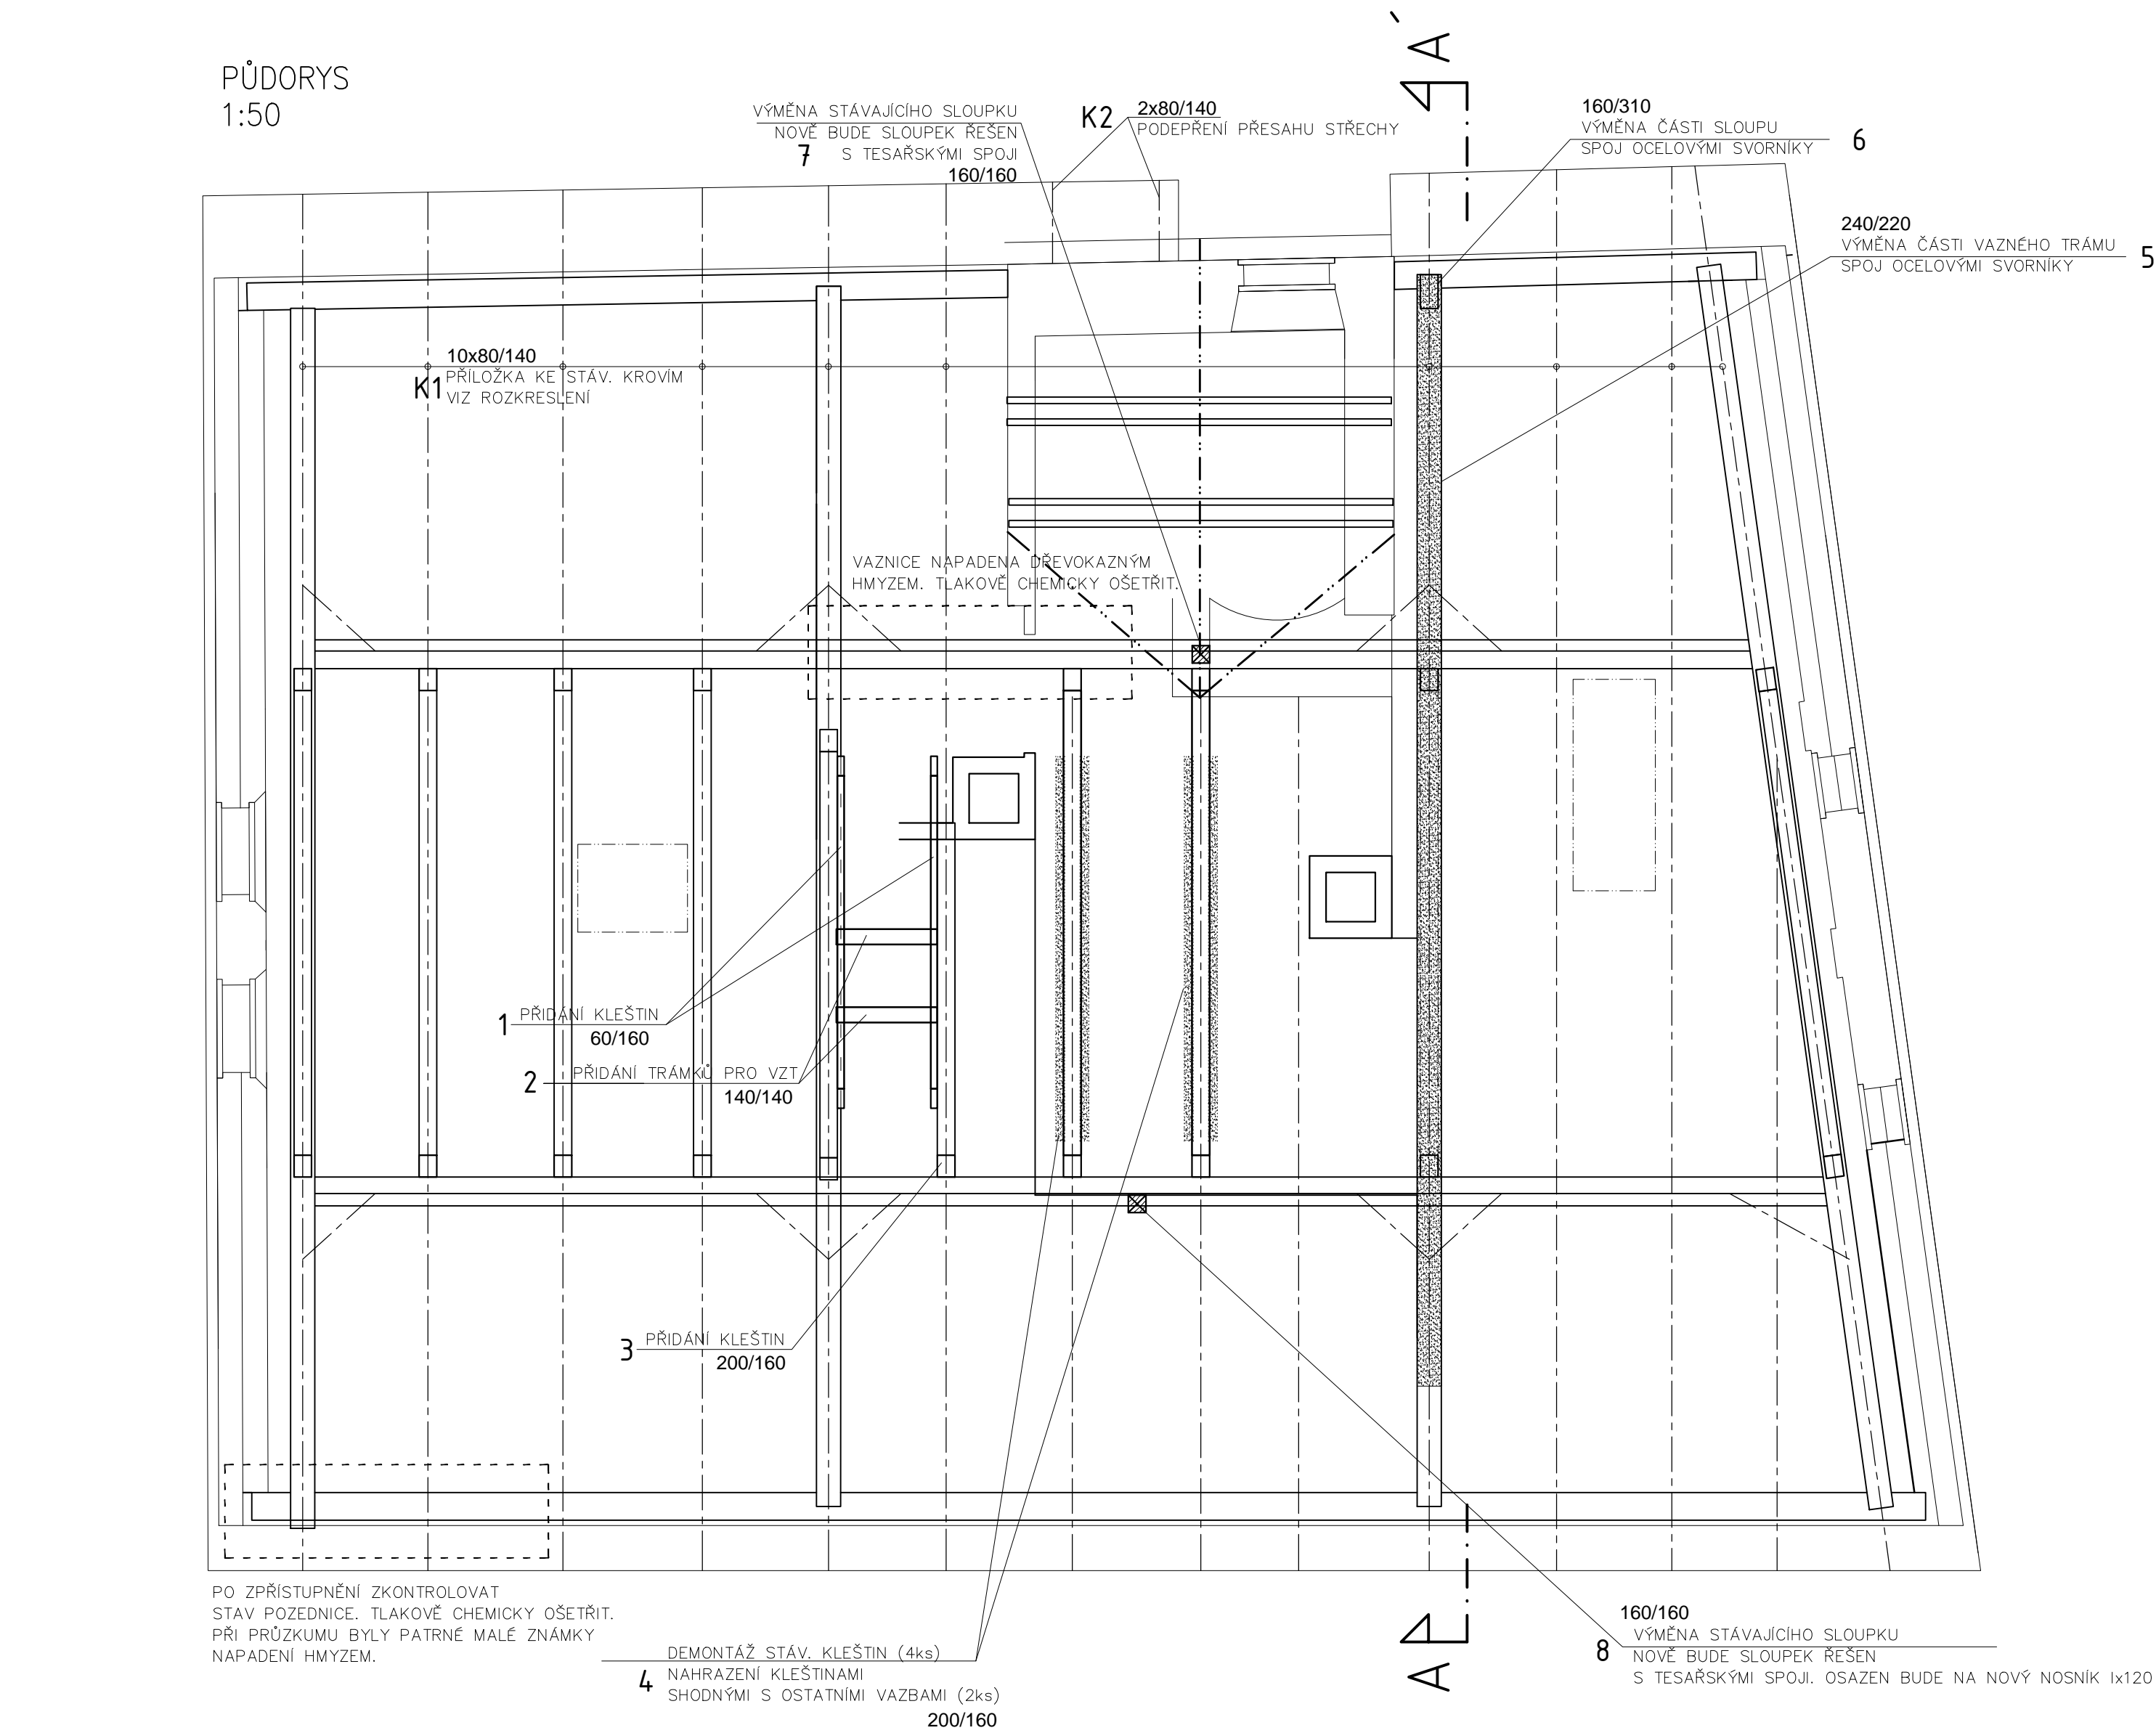 PŮDORYS
1:50
A`
VÝMĚNA STÁVAJÍCÍHO SLOUPKU
NOVĚ BUDE SLOUPEK ŘEŠEN
7 S TESAŘSKÝMI SPOJI
160/160
K2 2x80/140
PODEPŘENÍ PŘESAHU STŘECHY
160/310
VÝMĚNA ČÁSTI SLOUPU
SPOJ OCELOVÝMI SVORNÍKY 6
240/220
VÝMĚNA ČÁSTI VAZNÉHO TRÁMU
SPOJ OCELOVÝMI SVORNÍKY 5
10x80/140
K1 PŘÍLOŽKA KE STÁV. KROVÍM
VIZ ROZKRESLENÍ
VAZNICE NAPADENA DŘEVOKAZNÝM
HMYZEM. TLAKOVĚ CHEMICKY OŠETŘIT.
1 PŘIDÁNÍ KLEŠTIN
60/160
2 PŘIDÁNÍ TRÁMKŮ PRO VZT
140/140
3 PŘIDÁNÍ KLEŠTIN
200/160
PO ZPŘÍSTUPNĚNÍ ZKONTROLOVAT
STAV POZEDNICE. TLAKOVĚ CHEMICKY OŠETŘIT.
PŘI PRŮZKUMU BYLY PATRNÉ MALÉ ZNÁMKY
NAPADENÍ HMYZEM.
DEMONTÁŽ STÁV. KLEŠTIN (4ks)
4 NAHRAZENÍ KLEŠTINAMI
SHODNÝMI S OSTATNÍMI VAZBAMI (2ks)
200/160
A
160/160
VÝMĚNA STÁVAJÍCÍHO SLOUPKU
8 NOVĚ BUDE SLOUPEK ŘEŠEN
S TESAŘSKÝMI SPOJI. OSAZEN BUDE NA NOVÝ NOSNÍK Ix120